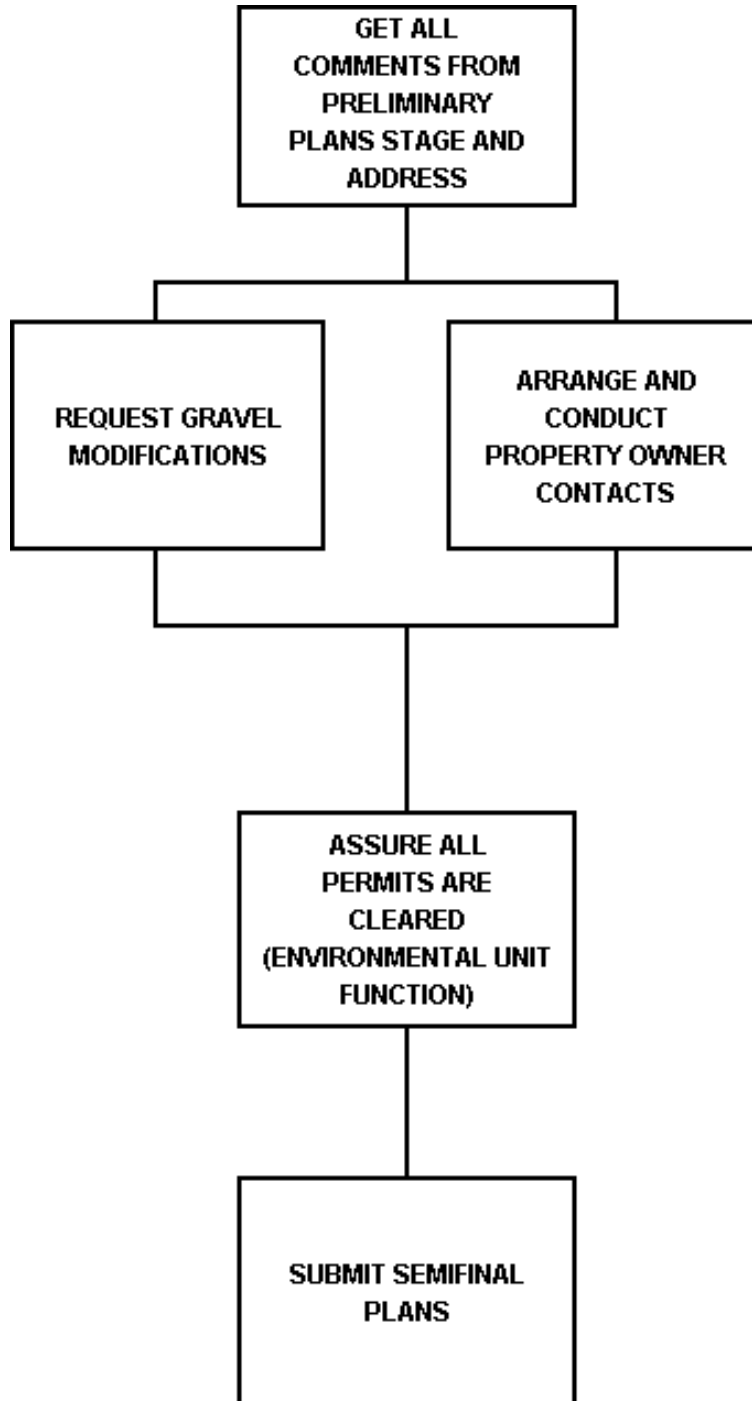 GET ALL
COMMENTS FROM
PRELIMINARY
PLANS STAGE AND
ADDRESS
REQUEST GRAVEL
MODIFICATIONS
ARRANGE AND
CONDUCT
PROPERTY OWNER
CONTACTS
ASSURE ALL
PERMITS ARE
CLEARED
(ENVIRONMENTAL UNIT
FUNCTION)
SUBMIT SEMIFINAL
PLANS